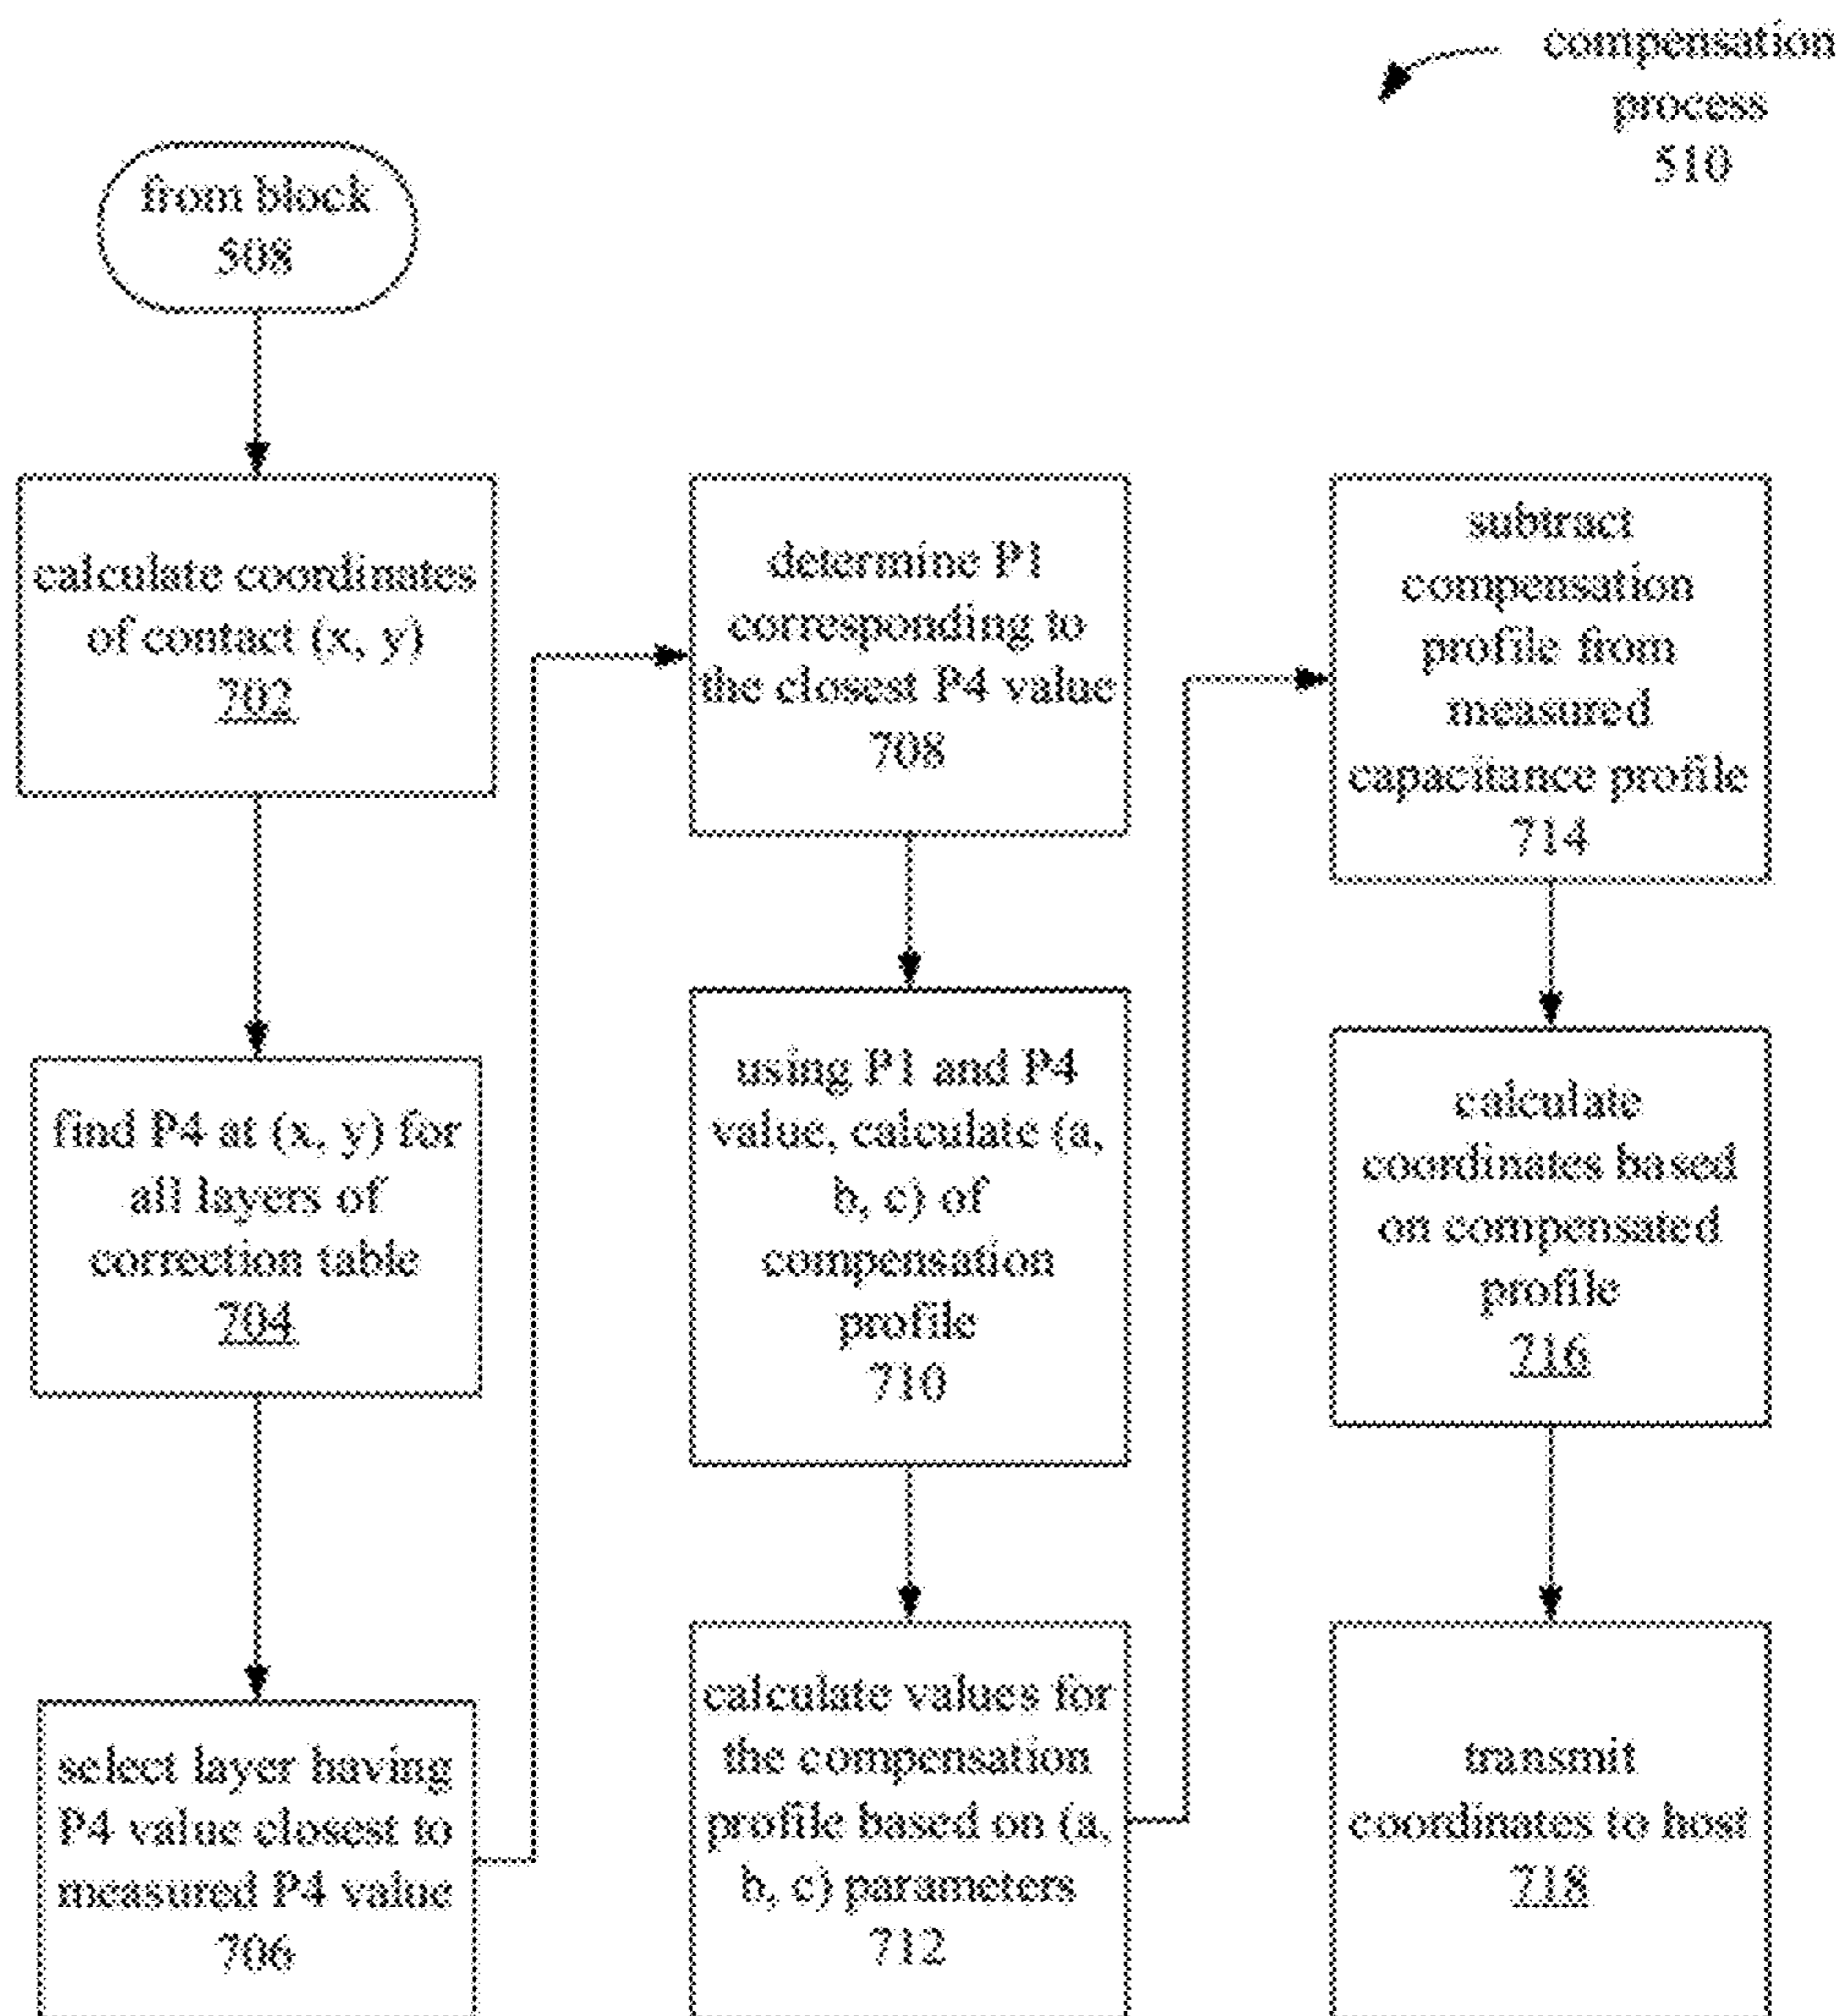 compensation
process
510
from block
508
calculate coordinates
of contact (x, y)
702
find P4 at (x, y) for
all layers of
correction table
704
select layer having
P4 value closest to
measured P4 value
706
determine P1
corresponding to
the closest P4 value
708
using P1 and P4
value, calculate (a,
b, c) of
compensation
profile
710
calculate values for
the compensation
profile based on (a,
b, c) parameters
712
subtract
compensation
profile from
measured
capacitance profile
714
calculate
coordinates based
on compensated
profile
716
transmit
coordinates to host
718